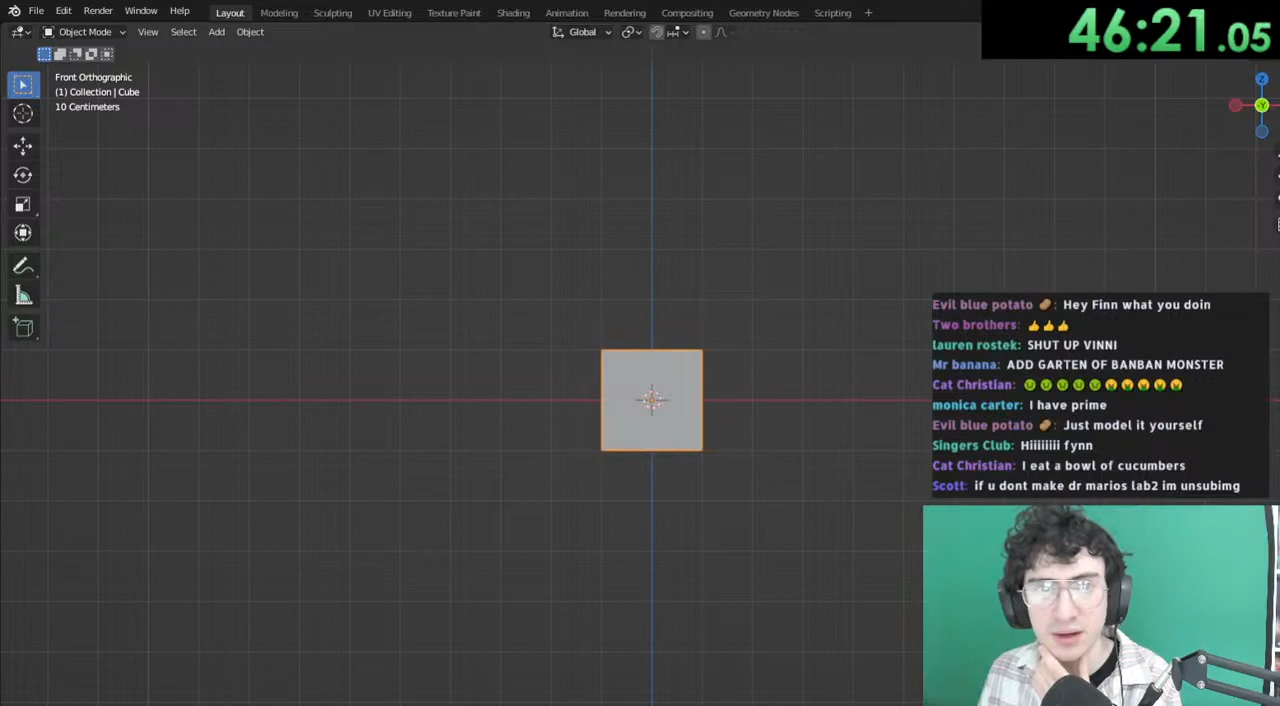 File Edit Render Window Help Layout Modeling Sculpting UV Editing Texture Paint Shading Animation Rendering Compositing Geometry Nodes Scripting +
46:21.05
Object Mode View Select Add Object Global
Front Orthographic
(1) Collection | Cube
10 Centimeters
Z
Y
Evil blue potato 🥔: Hey Finn what you doin
Two brothers: 👍👍👍
lauren rostek: SHUT UP VINNI
Mr banana: ADD GARTEN OF BANBAN MONSTER
Cat Christian: 🤢🤢🤢🤢🤢🤮🤮🤮🤮🤮
monica carter: I have prime
Evil blue potato 🥔: Just model it yourself
Singers Club: Hiiiiiiii fynn
Cat Christian: I eat a bowl of cucumbers
Scott: if u dont make dr marios lab2 im unsubimg